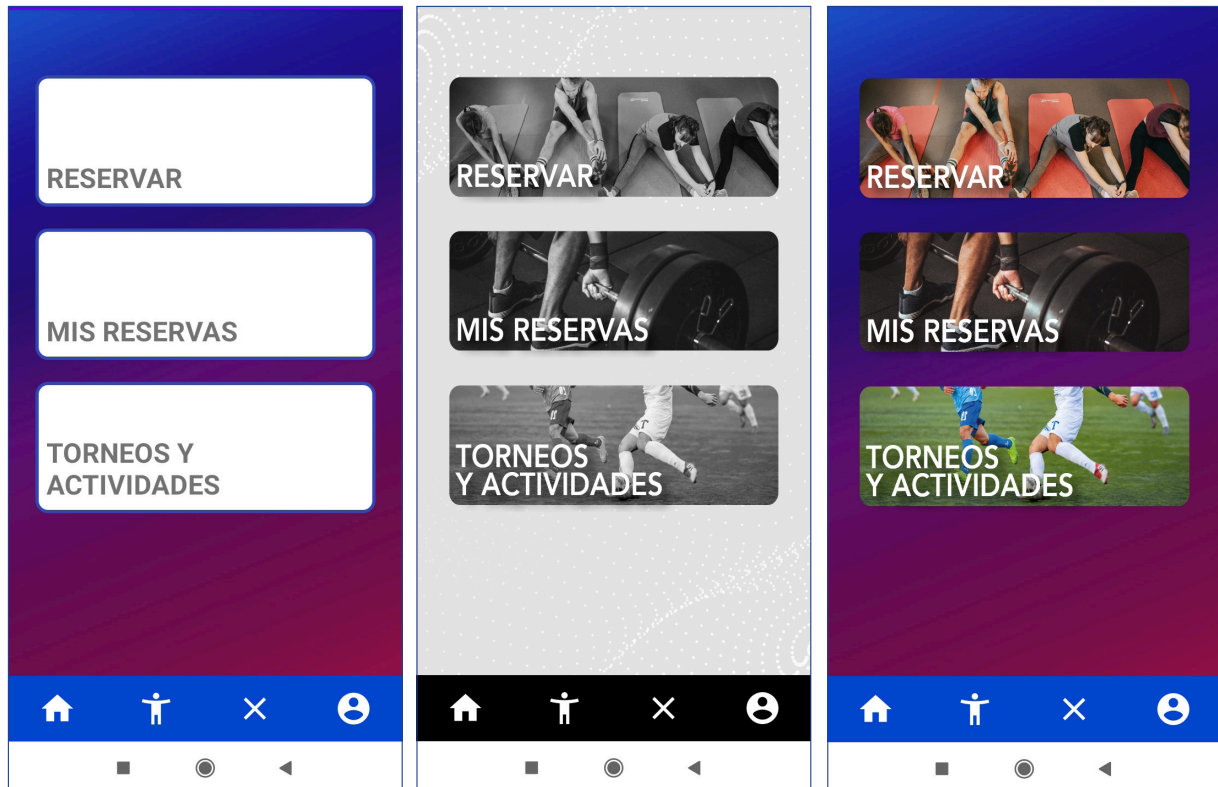 RESERVAR
MIS RESERVAS
TORNEOS Y
ACTIVIDADES
RESERVAR
MIS RESERVAS
TORNEOS
Y ACTIVIDADES
RESERVAR
MIS RESERVAS
TORNEOS
Y ACTIVIDADES